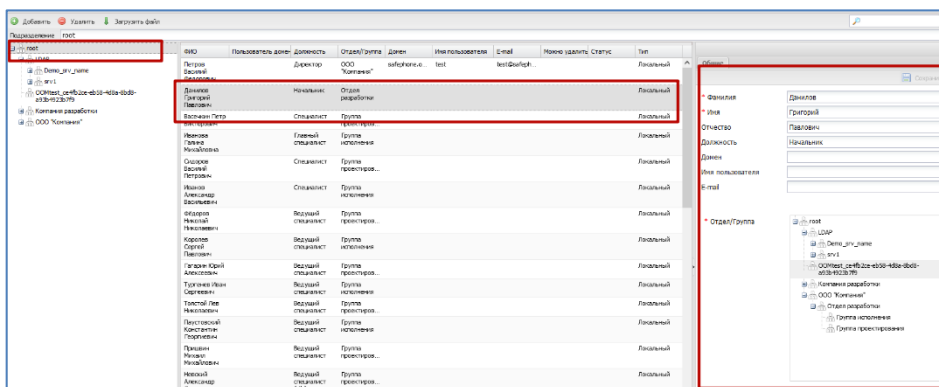 Добавить Удалить Загрузить файл
Подразделение root
root
LDAP
Demo_srv_name
srv1
OOMtest_ce4fb2ce-eb58-4d8a-8bd8-
a93b4923b7f9
Компания разработки
ООО "Компания"
ФИО Пользователь домен Должность Отдел/Группа Домен Имя пользователя E-mail Можно удалить Статус Тип
Петров Директор ООО safephone.o... test test@safeph... Локальный
Василий "Компания"
Федорович
Данилов Начальник Отдел Локальный
Григорий разработки
Павлович
Васечкин Петр Специалист Группа Локальный
Викторович проектиров...
Иванова Главный Группа Локальный
Галина специалист исполнения
Михайловна
Сидоров Специалист Группа Локальный
Василий проектиров...
Петрович
Иванов Специалист Группа Локальный
Александр исполнения
Васильевич
Фёдоров Ведущий Группа Локальный
Николай специалист проектиров...
Николаевич
Королев Ведущий Группа Локальный
Сергей специалист исполнения
Павлович
Гагарин Юрий Ведущий Группа Локальный
Алексеевич специалист проектиров...
Тургенев Иван Ведущий Группа Локальный
Сергеевич специалист исполнения
Толстой Лев Ведущий Группа Локальный
Николаевич специалист проектиров...
Паустовский Ведущий Группа Локальный
Константин специалист исполнения
Георгиевич
Пришвин Ведущий Группа Локальный
Михаил специалист проектиров...
Михайлович
Невский Ведущий Группа Локальный
Александр специалист проектиров...
Общие
* Фамилия Данилов
* Имя Григорий
Отчество Павлович
Должность Начальник
Домен
Имя пользователя
E-mail
* Отдел/Группа root
LDAP
Demo_srv_name
srv1
OOMtest_ce4fb2ce-eb58-4d8a-8bd8-
a93b4923b7f9
Компания разработки
ООО "Компания"
Отдел разработки
Группа исполнения
Группа проектирования